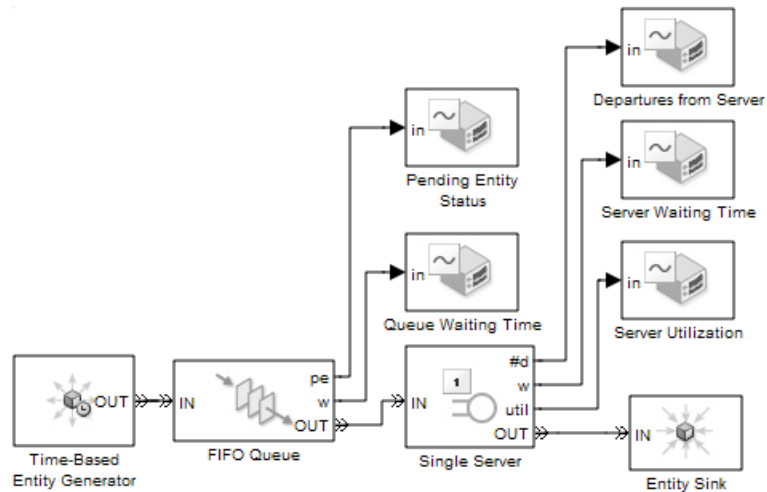 in
Departures from Server
in
Pending Entity
Status
in
Server Waiting Time
in
Queue Waiting Time
in
Server Utilization
OUT
Time-Based
Entity Generator
IN
pe
w
OUT
FIFO Queue
1
IN
#d
w
util
OUT
Single Server
IN
Entity Sink